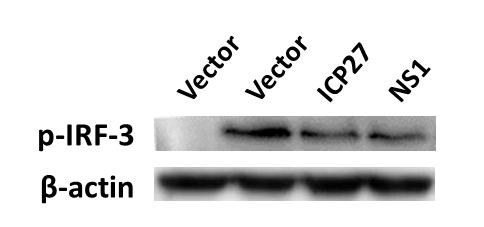 Vector
Vector
ICP27
NS1
p-IRF-3
β-actin